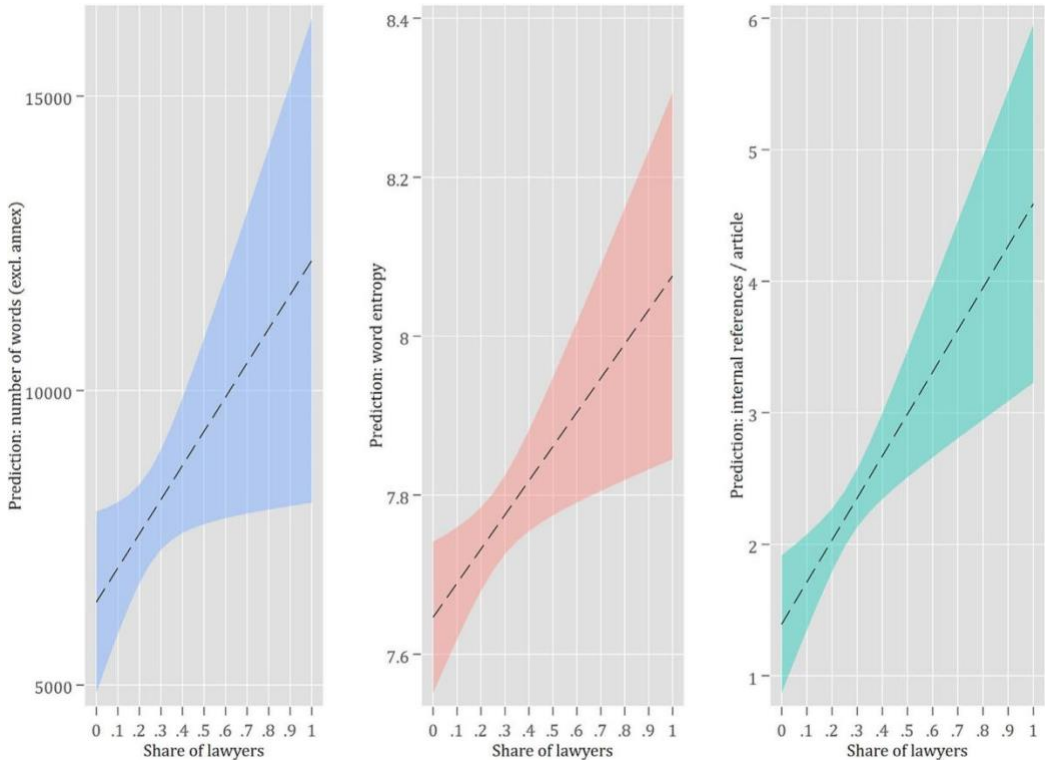 Prediction: number of words (excl. annex)
15000
10000
5000
0 .1 .2 .3 .4 .5 .6 .7 .8 .9 1
Share of lawyers
Prediction: word entropy
8.4
8.2
8
7.8
7.6
0 .1 .2 .3 .4 .5 .6 .7 .8 .9 1
Share of lawyers
Prediction: internal references / article
6
5
4
3
2
1
0 .1 .2 .3 .4 .5 .6 .7 .8 .9 1
Share of lawyers